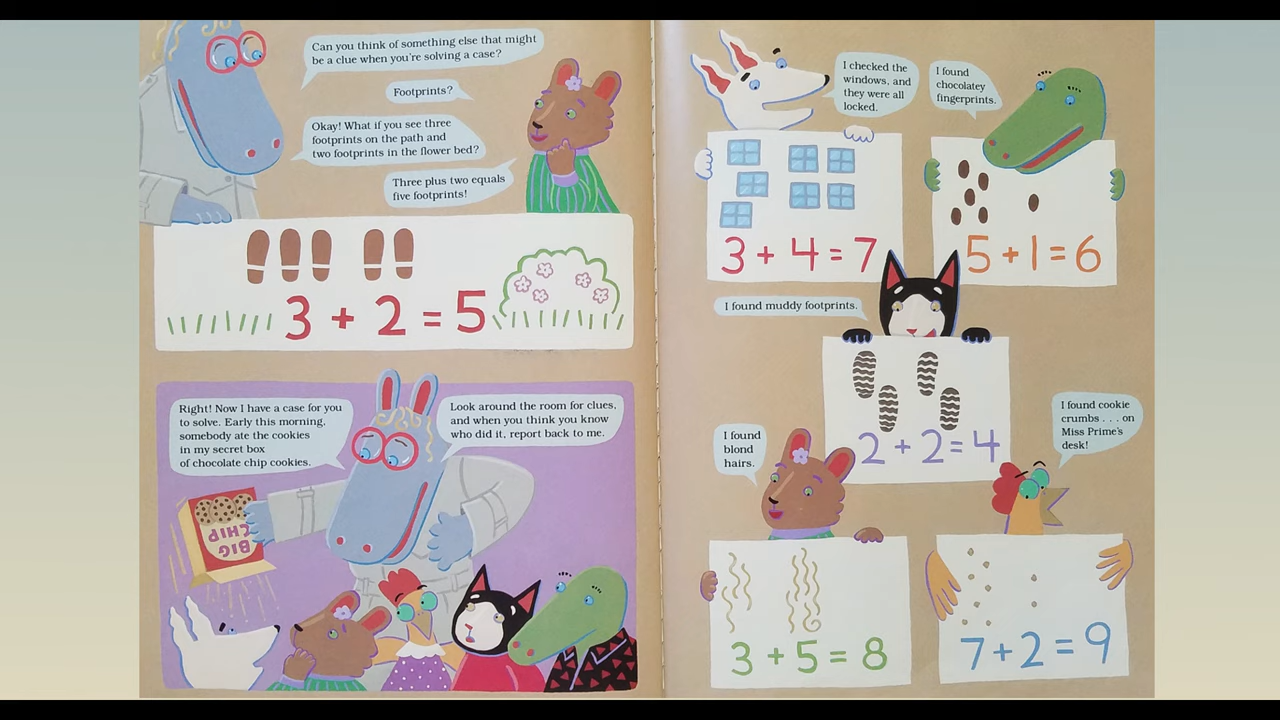 Can you think of something else that might
be a clue when you're solving a case?
Footprints?
Okay! What if you see three
footprints on the path and
two footprints in the flower bed?
Three plus two equals
five footprints!
3 + 2 = 5
Right! Now I have a case for you
to solve. Early this morning,
somebody ate the cookies
in my secret box
of chocolate chip cookies.
Look around the room for clues,
and when you think you know
who did it, report back to me.
BIG
CHIP
I checked the
windows, and
they were all
locked.
3 + 4 = 7
I found
chocolatey
fingerprints.
5 + 1 = 6
I found muddy footprints.
2 + 2 = 4
I found
blond
hairs.
3 + 5 = 8
I found cookie
crumbs . . . on
Miss Prime's
desk!
7 + 2 = 9